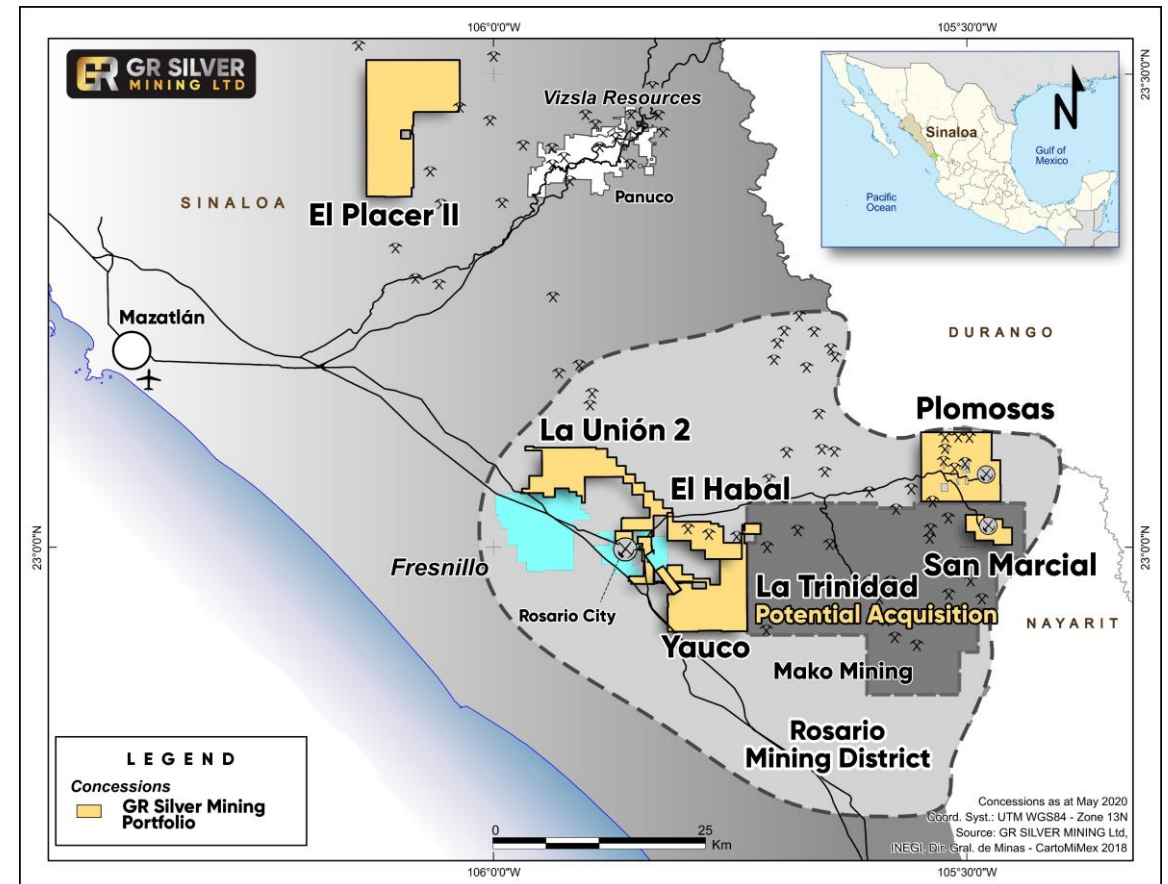 106°0'0"W
105°30'0"W
GR SILVER
MINING LTD
23°30'0"N
Vizsla Resources
Panuco
Sinaloa
N
Gulf of
Mexico
Pacific
Ocean
SINALOA
El Placer II
Mazatlán
DURANGO
Plomosas
La Unión 2
El Habal
23°0'0"N
23°0'0"N
Fresnillo
San Marcial
La Trinidad
Potential Acquisition
Rosario City
NAYARIT
Yauco
Mako Mining
Rosario
Mining District
LEGEND
Concessions
GR Silver Mining
Portfolio
0
25
Km
Concessions as at May 2020
Coord. Syst.: UTM WGS84 - Zone 13N
Source: GR SILVER MINING Ltd,
INEGI, Dir. Gral. de Minas - CartoMiMex 2018
106°0'0"W
105°30'0"W